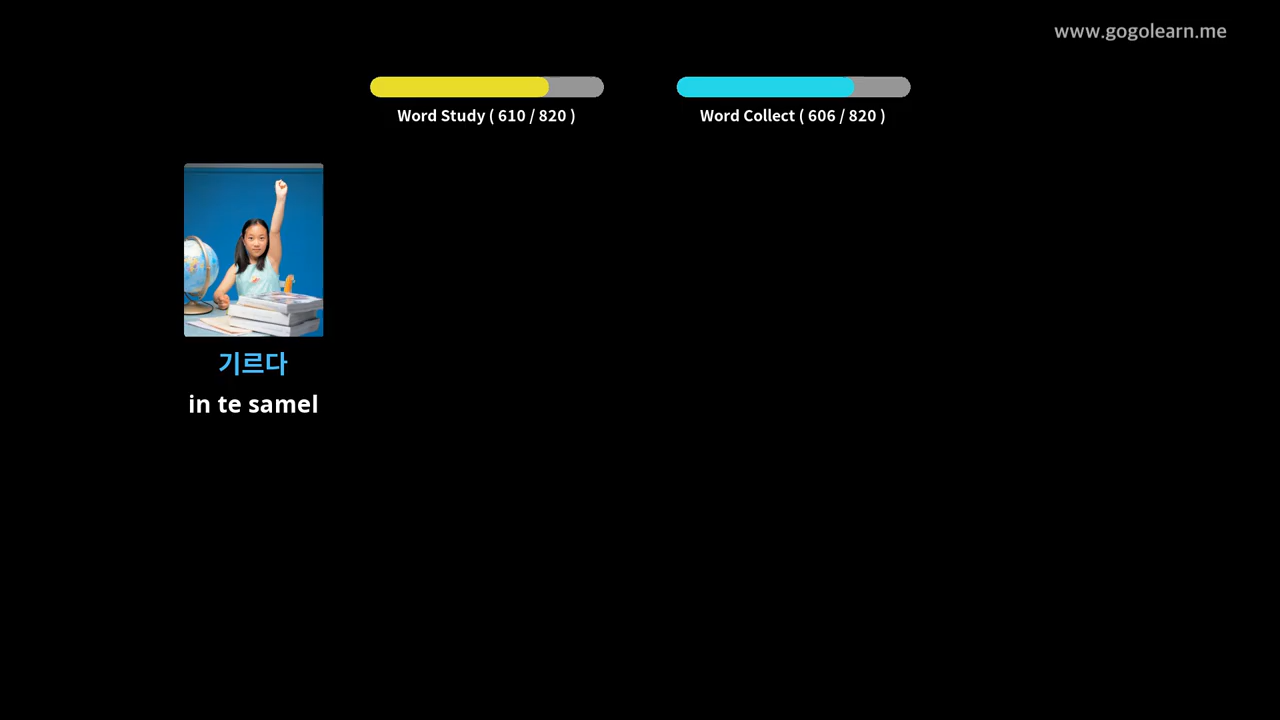 www.gogolearn.me
Word Study ( 610 / 820 )
Word Collect ( 606 / 820 )
기르다
in te samel